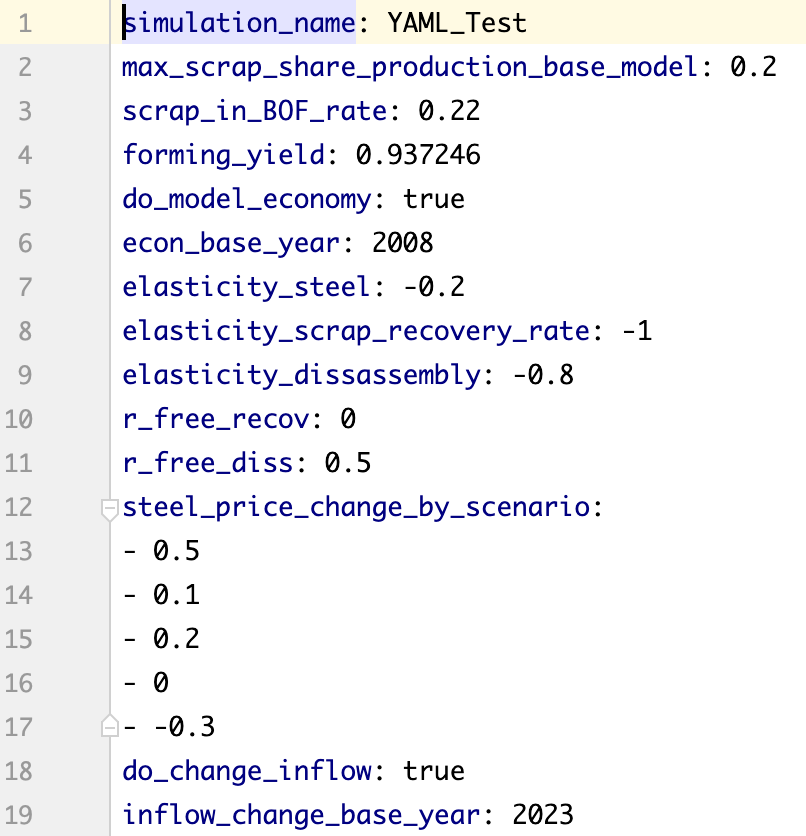 1 simulation_name: YAML_Test
2 max_scrap_share_production_base_model: 0.2
3 scrap_in_BOF_rate: 0.22
4 forming_yield: 0.937246
5 do_model_economy: true
6 econ_base_year: 2008
7 elasticity_steel: -0.2
8 elasticity_scrap_recovery_rate: -1
9 elasticity_dissassembly: -0.8
10 r_free_recov: 0
11 r_free_diss: 0.5
12 steel_price_change_by_scenario:
13 - 0.5
14 - 0.1
15 - 0.2
16 - 0
17 - -0.3
18 do_change_inflow: true
19 inflow_change_base_year: 2023